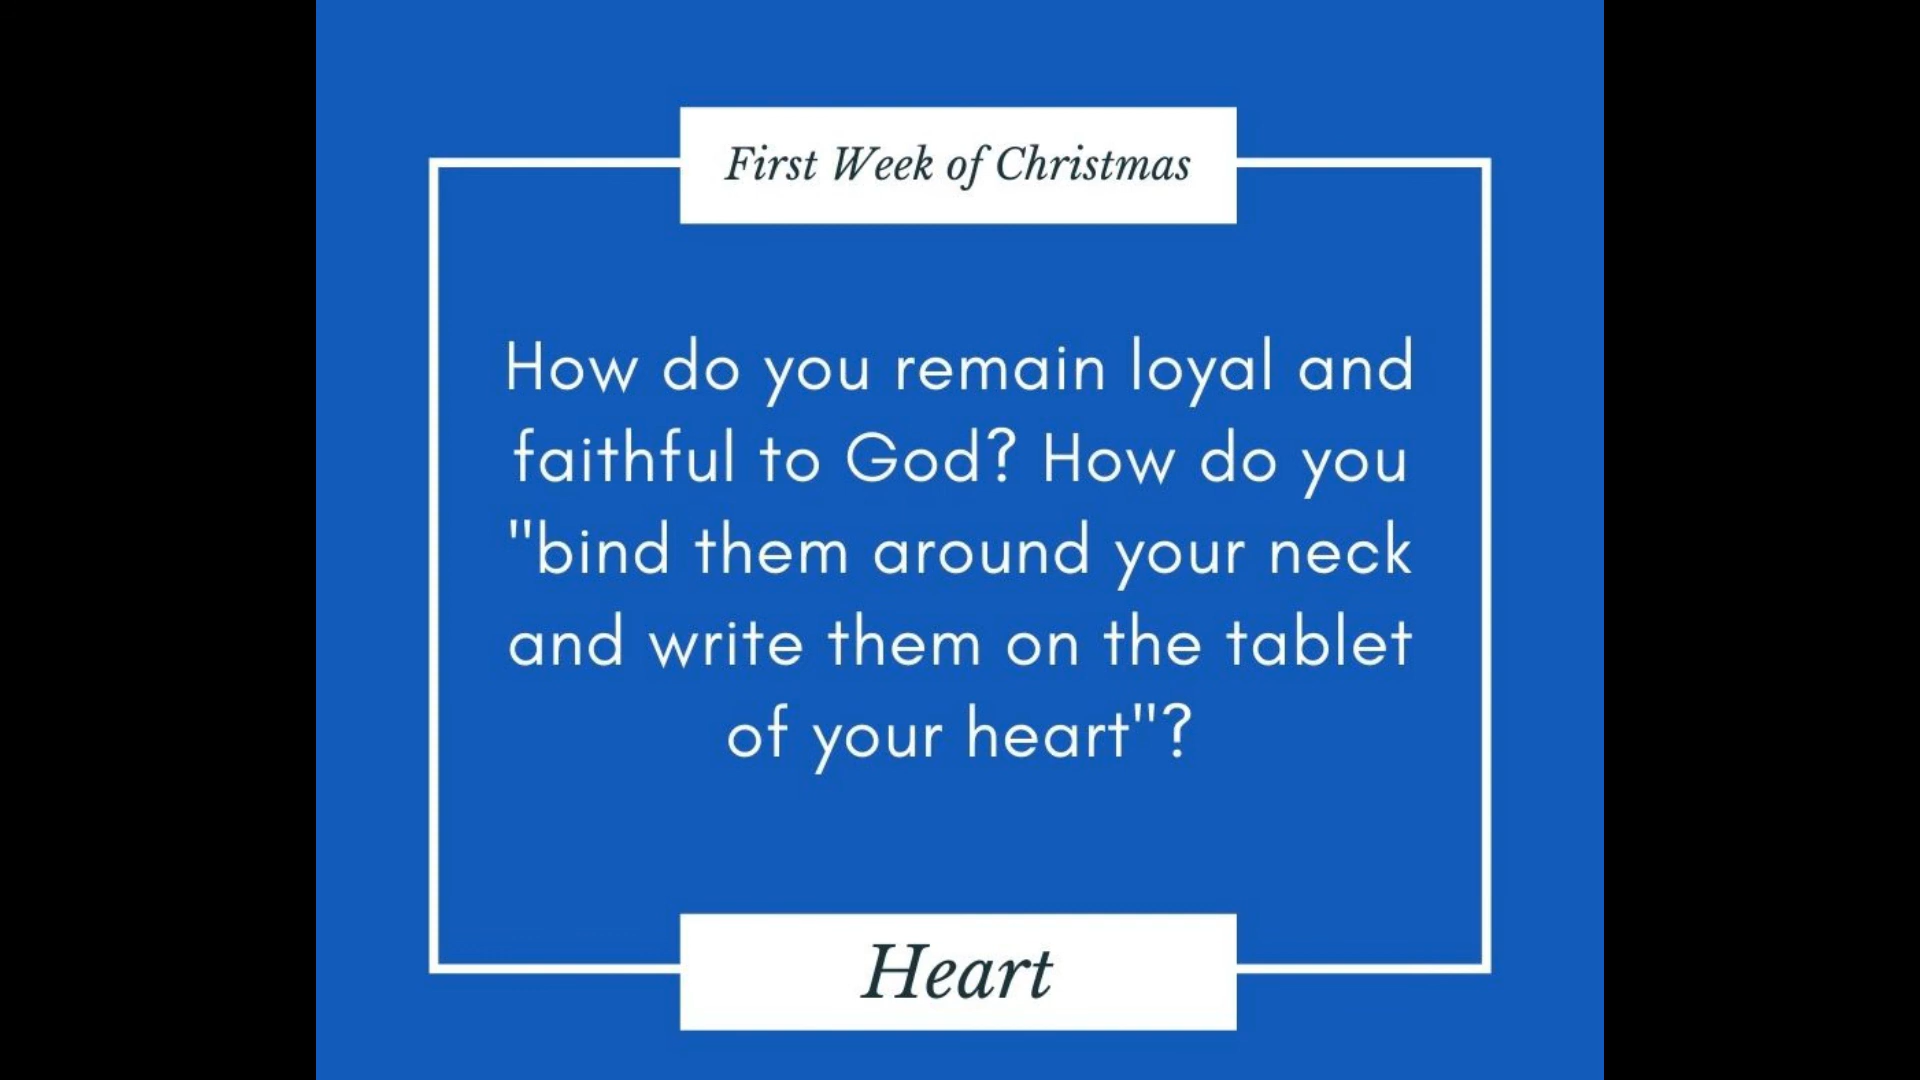 First Week of Christmas
How do you remain loyal and
faithful to God? How do you
"bind them around your neck
and write them on the tablet
of your heart"?
Heart